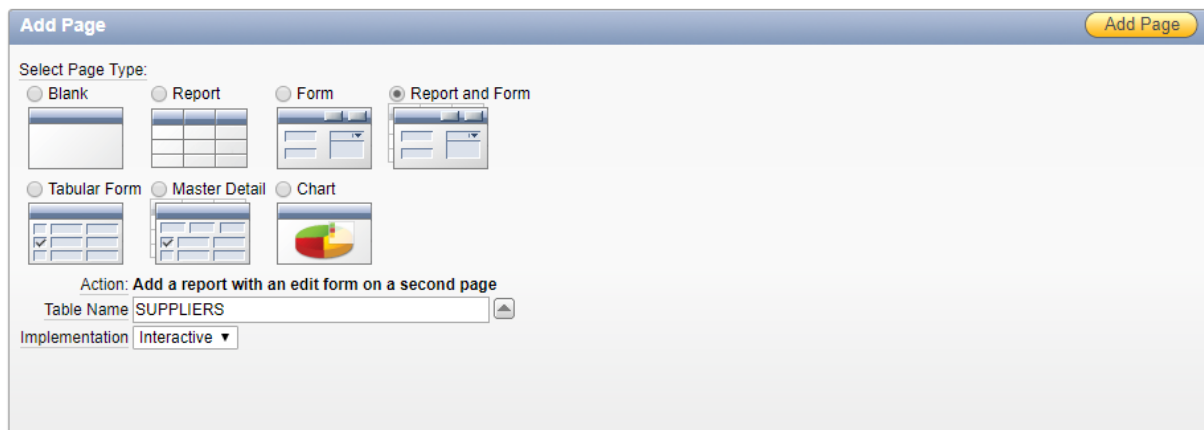 Add Page Add Page
Select Page Type:
Blank Report Form Report and Form
Tabular Form Master Detail Chart
Action: Add a report with an edit form on a second page
Table Name SUPPLIERS
Implementation Interactive